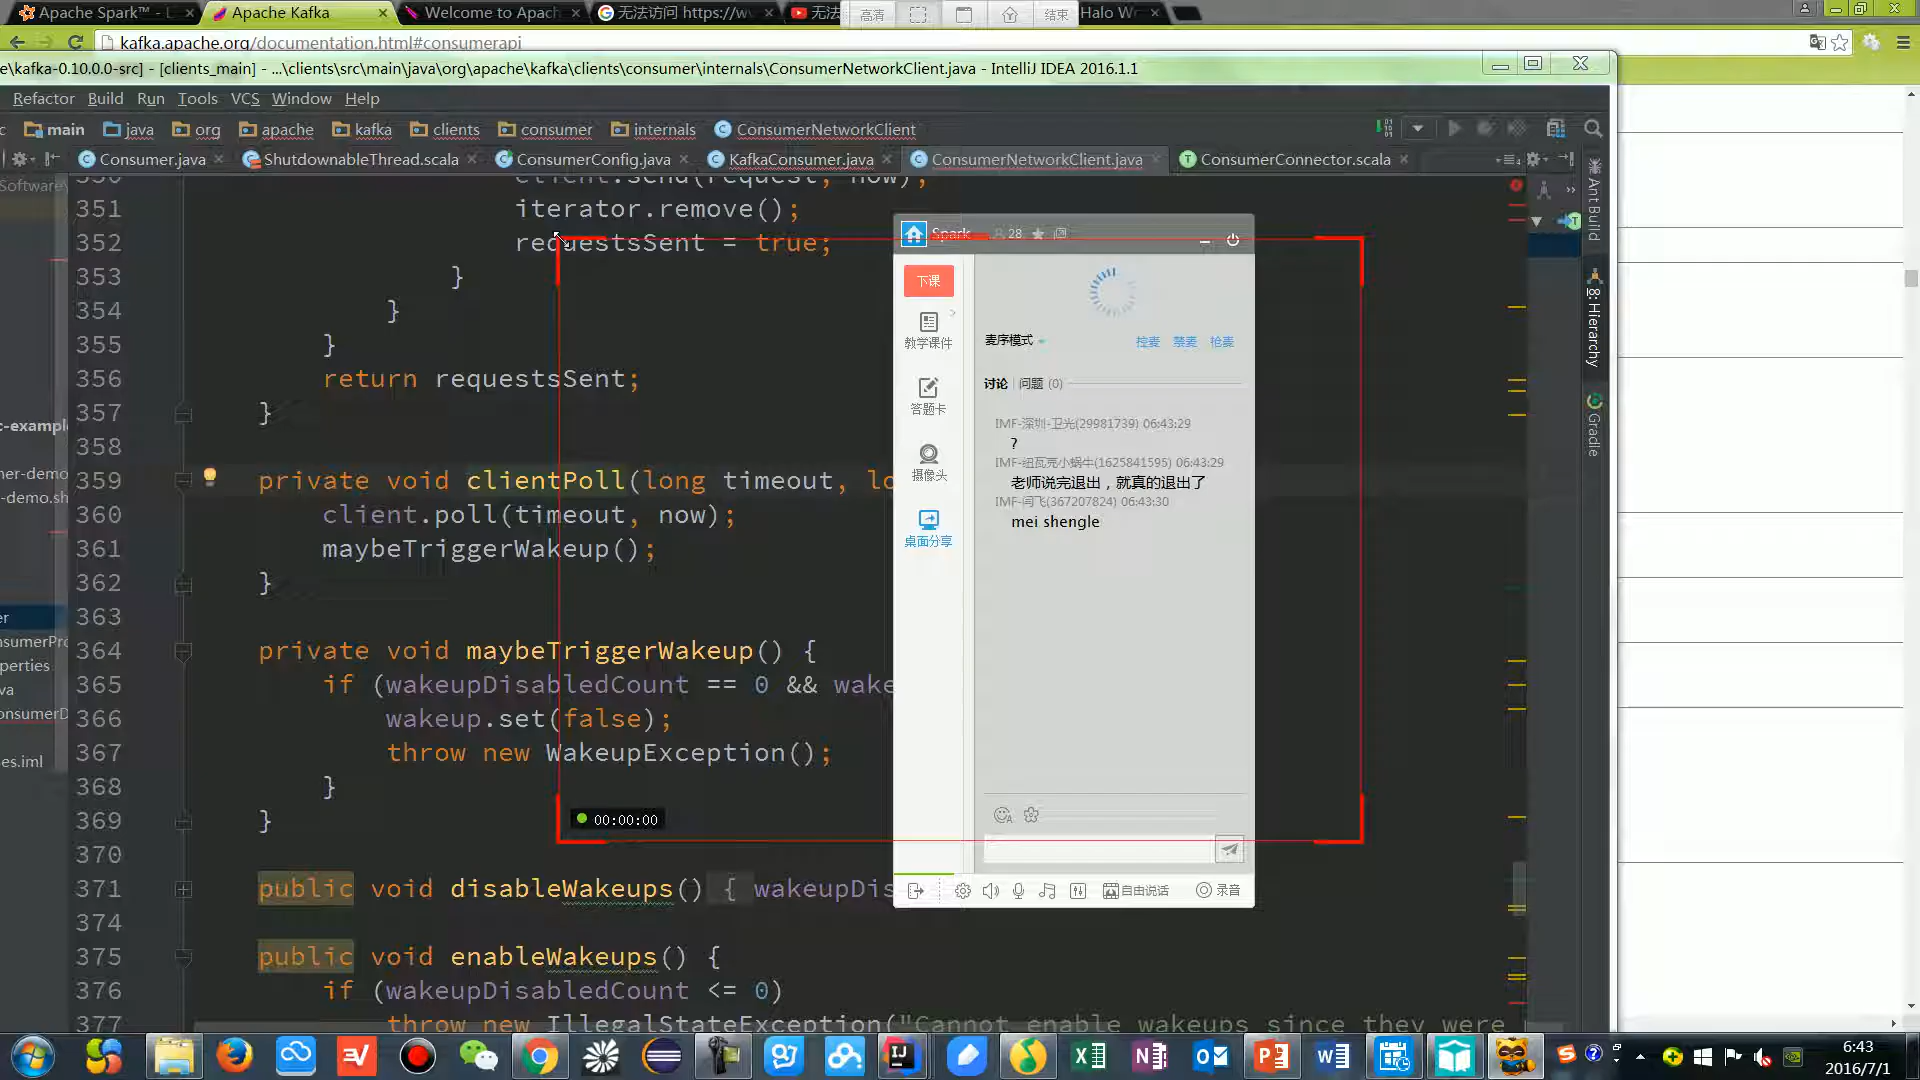 Apache Spark™ - L
Apache Kafka
Welcome to Apach
无法访问 https://w
无法
高清
结束
Halo W
kafka.apache.org/documentation.html#consumerapi
e\kafka-0.10.0.0-src] - [clients_main] - ...\clients\src\main\java\org\apache\kafka\clients\consumer\internals\ConsumerNetworkClient.java - IntelliJ IDEA 2016.1.1
Refactor Build Run Tools VCS Window Help
main java org apache kafka clients consumer internals ConsumerNetworkClient
Consumer.java ShutdownableThread.scala ConsumerConfig.java KafkaConsumer.java ConsumerNetworkClient.java ConsumerConnector.scala
Software\
client.send(request, now);
351 iterator.remove();
352 requestsSent = true;
353 }
354 }
355 }
356 return requestsSent;
357 }
358
359 private void clientPoll(long timeout, lo
360 client.poll(timeout, now);
361 maybeTriggerWakeup();
362 }
363
364 private void maybeTriggerWakeup() {
365 if (wakeupDisabledCount == 0 && wake
366 wakeup.set(false);
367 throw new WakeupException();
368 }
369 }
370
371 public void disableWakeups() { wakeupDis
374
375 public void enableWakeups() {
376 if (wakeupDisabledCount <= 0)
377 throw new IllegalStateException("Cannot enable wakeups since they were
c-example
ner-demo
-demo.sh
er
nsumerPro
perties
va
onsumerD
es.iml
Ant Build
8: Hierarchy
Gradle
Spark
28
下课
教学课件
答题卡
摄像头
桌面分享
麦序模式
控麦 禁麦 抢麦
讨论 问题 (0)
IMF-深圳-卫光(29981739) 06:43:29
?
IMF-纽瓦克小蜗牛(1625841595) 06:43:29
老师说完退出，就真的退出了
IMF-闫飞(367207824) 06:43:30
mei shengle
00:00:00
自由说话
录音
6:43
2016/7/1